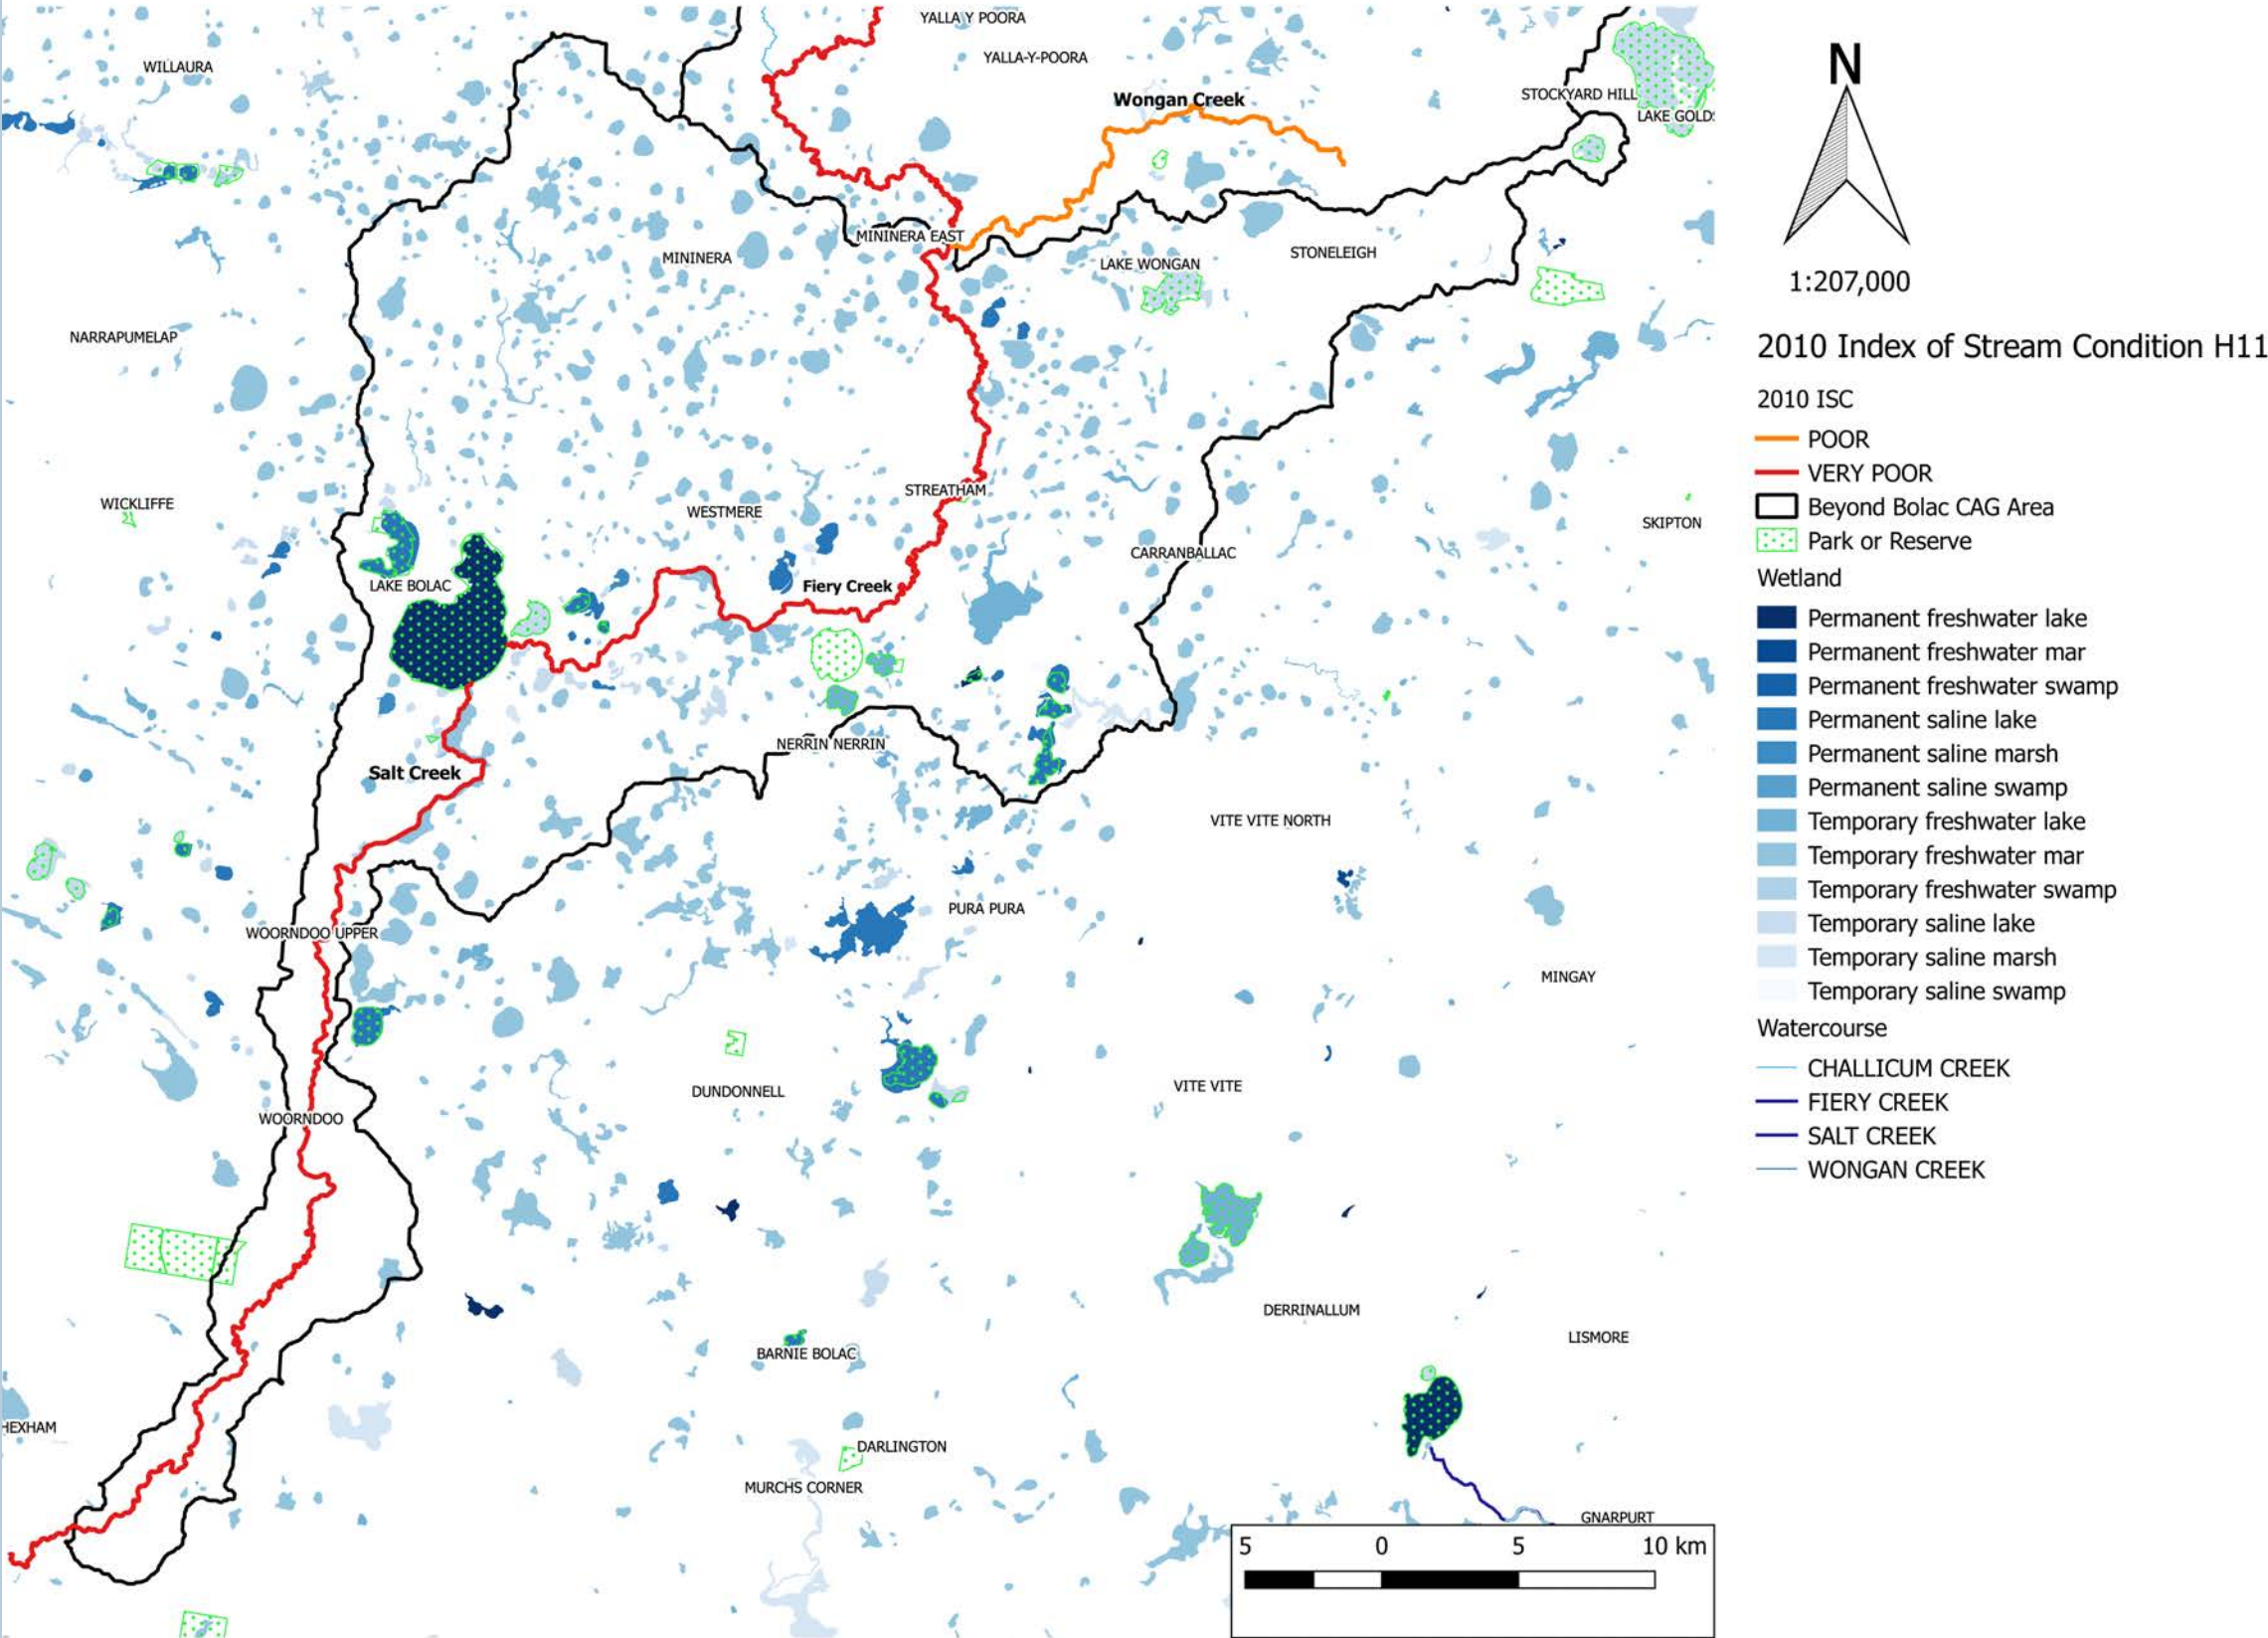 YALLA Y POORA
YALLA-Y-POORA
WILLAURA
Wongan Creek
STOCKYARD HILL
LAKE GOLDS
MININERA EAST
MININERA
LAKE WONGAN
STONELEIGH
NARRAPUMELAP
STREATHAM
WICKLIFFE
WESTMERE
SKIPTON
CARRANBALLAC
LAKE BOLAC
Fiery Creek
NERRIN NERRIN
Salt Creek
VITE VITE NORTH
PURA PURA
WOORNDOO UPPER
MINGAY
DUNDONNELL
VITE VITE
WOORNDOO
DERRINALLUM
LISMORE
BARNIE BOLAC
HEXHAM
DARLINGTON
MURCHS CORNER
GNARPURT
5 0 5 10 km
N
1:207,000
2010 Index of Stream Condition H11
2010 ISC
POOR
VERY POOR
Beyond Bolac CAG Area
Park or Reserve
Wetland
Permanent freshwater lake
Permanent freshwater mar
Permanent freshwater swamp
Permanent saline lake
Permanent saline marsh
Permanent saline swamp
Temporary freshwater lake
Temporary freshwater mar
Temporary freshwater swamp
Temporary saline lake
Temporary saline marsh
Temporary saline swamp
Watercourse
CHALLICUM CREEK
FIERY CREEK
SALT CREEK
WONGAN CREEK